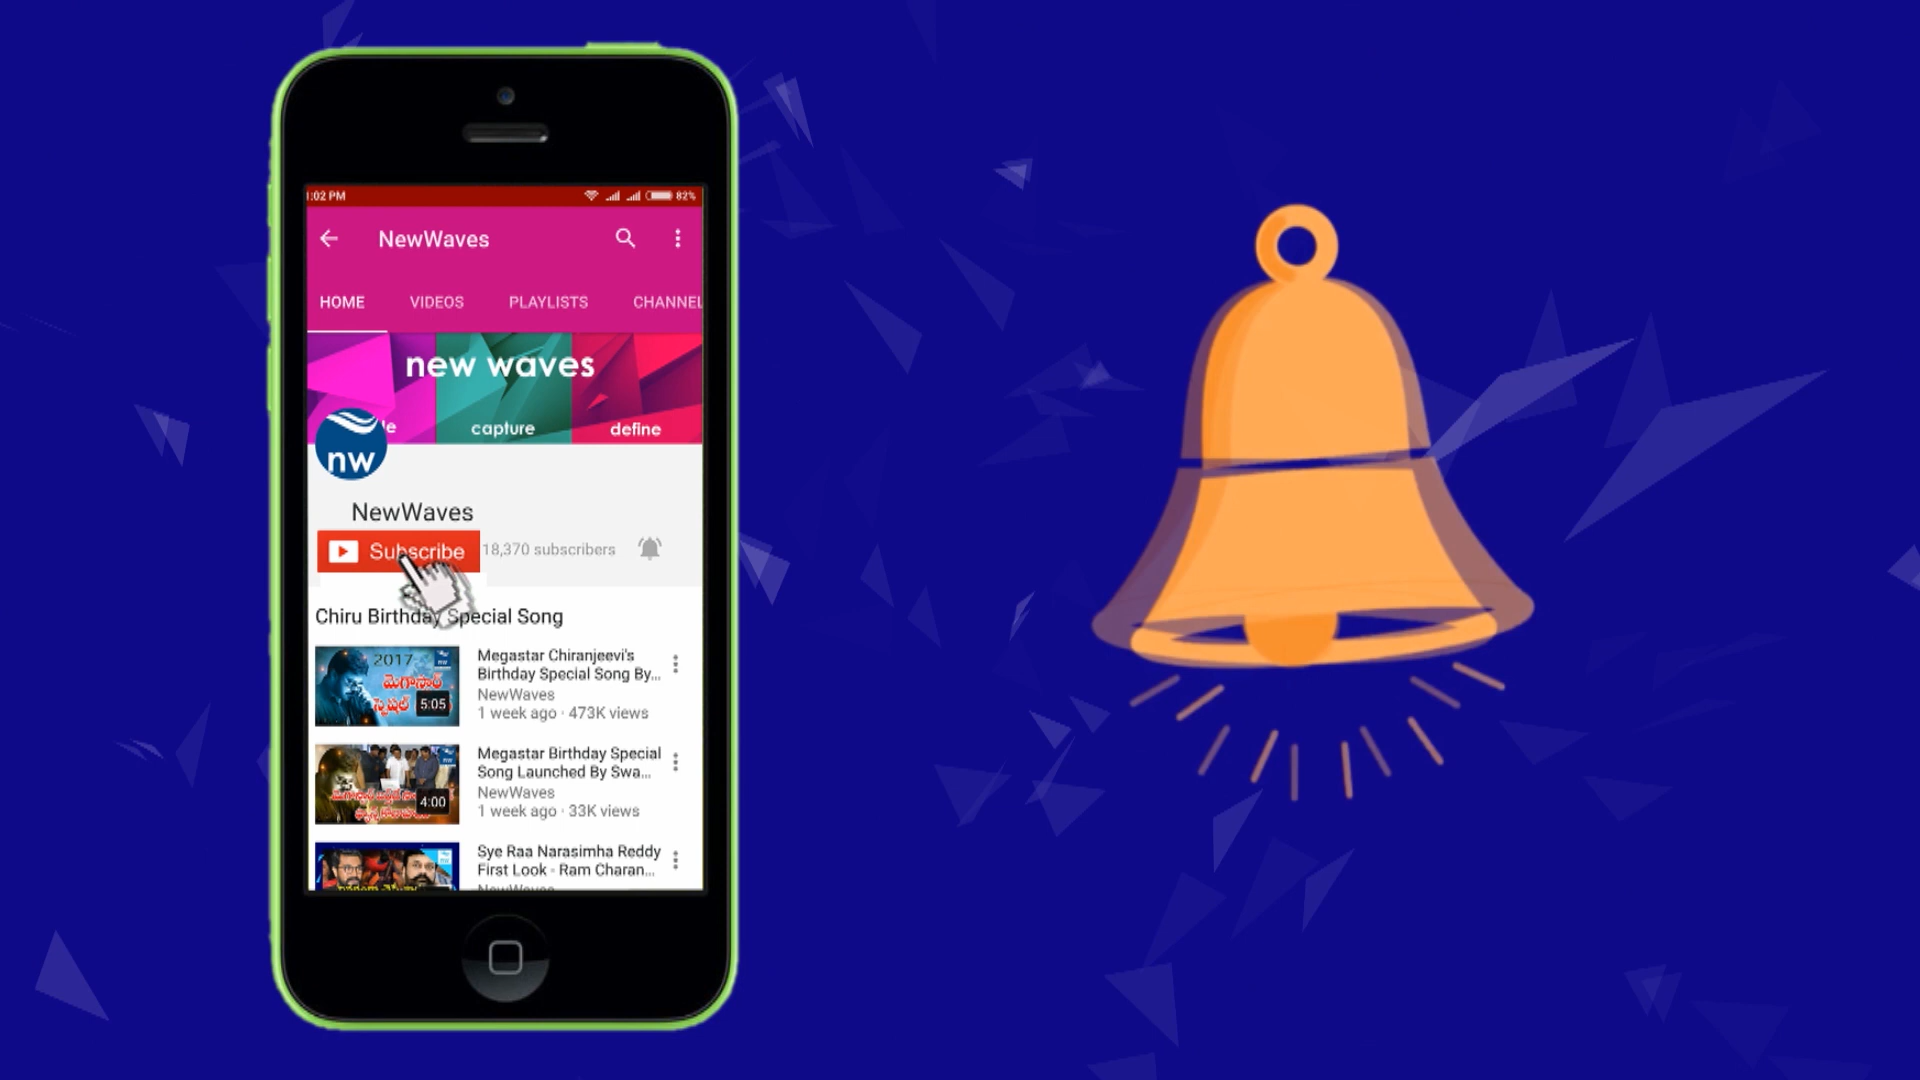 1:02 PM 82%
NewWaves
HOME VIDEOS PLAYLISTS CHANNEL
new waves
capture define
nw
NewWaves
Subscribe 18,370 subscribers
Chiru Birthday Special Song
2017
మెగాస్టార్
స్పెషల్
5:05
Megastar Chiranjeevi's
Birthday Special Song By...
NewWaves
1 week ago · 473K views
4:00
Megastar Birthday Special
Song Launched By Swa...
NewWaves
1 week ago · 33K views
Sye Raa Narasimha Reddy
First Look - Ram Charan...
NewWaves